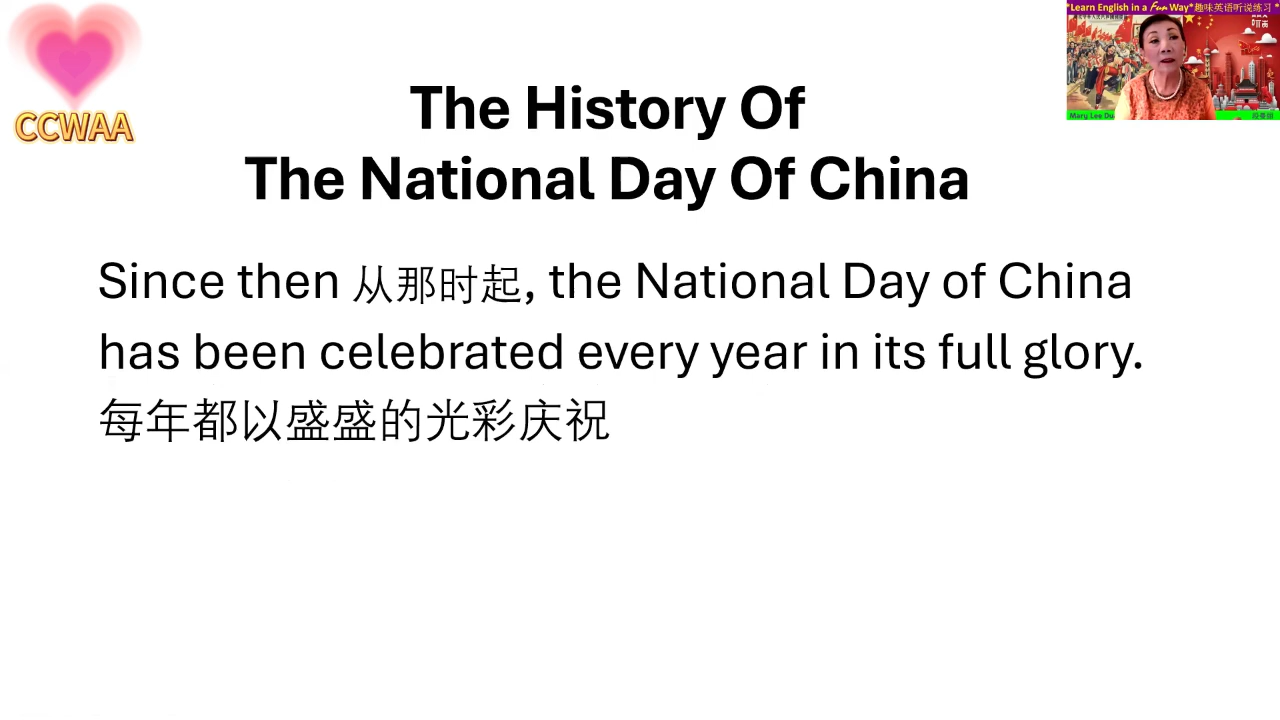 CCWAA
*Learn English in a Fun Way*趣味英语听说练习 *
The History Of
The National Day Of China
Since then 从那时起, the National Day of China
has been celebrated every year in its full glory.
每年都以盛盛的光彩庆祝
Mary Lee